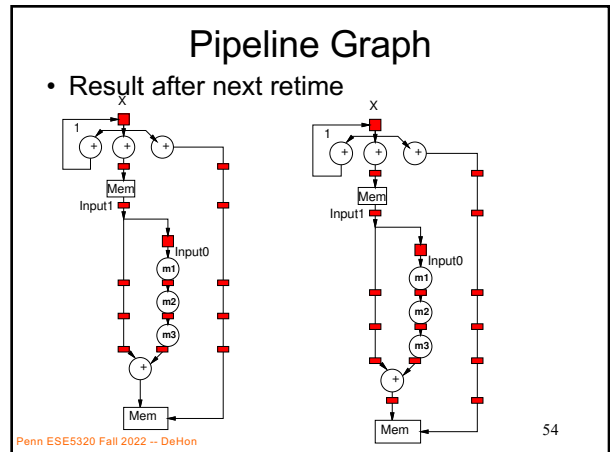 Pipeline Graph
• Result after next retime
X
1
+
+
+
Mem
Input1
Input0
m1
m2
m3
+
Mem
X
1
+
+
+
Mem
Input1
Input0
m1
m2
m3
+
Mem
Penn ESE5320 Fall 2022 -- DeHon
54